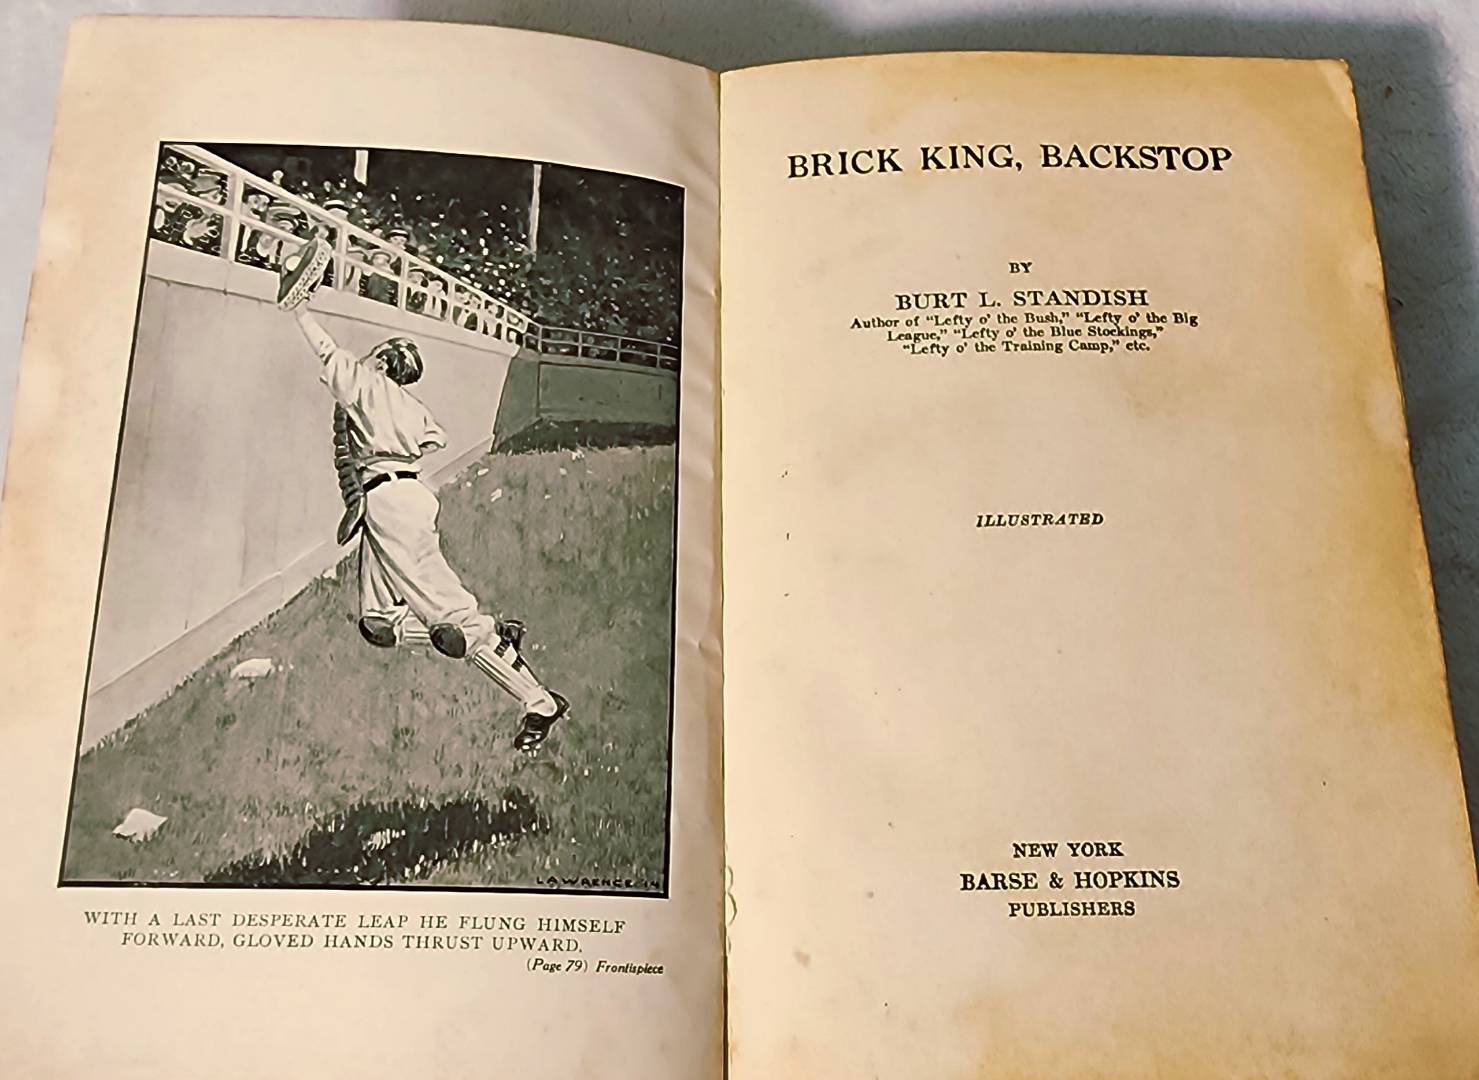 LAWRENCE '14
WITH A LAST DESPERATE LEAP HE FLUNG HIMSELF
FORWARD, GLOVED HANDS THRUST UPWARD.
(Page 79) Frontispiece
BRICK KING, BACKSTOP
BY
BURT L. STANDISH
Author of "Lefty o' the Bush," "Lefty o' the Big
League," "Lefty o' the Blue Stockings,"
"Lefty o' the Training Camp," etc.
ILLUSTRATED
NEW YORK
BARSE & HOPKINS
PUBLISHERS